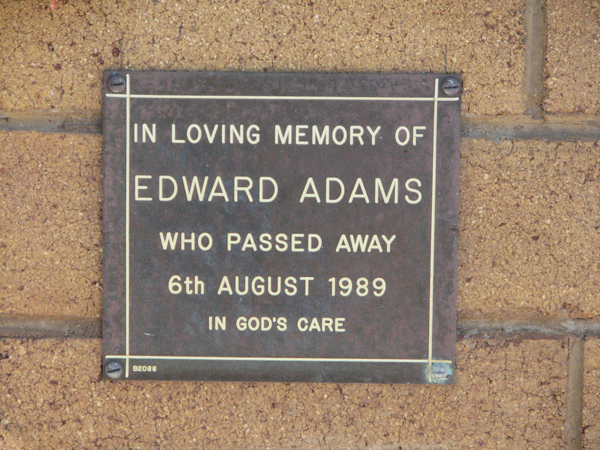 IN LOVING MEMORY OF
EDWARD ADAMS
WHO PASSED AWAY
6th AUGUST 1989
IN GOD'S CARE
B2088